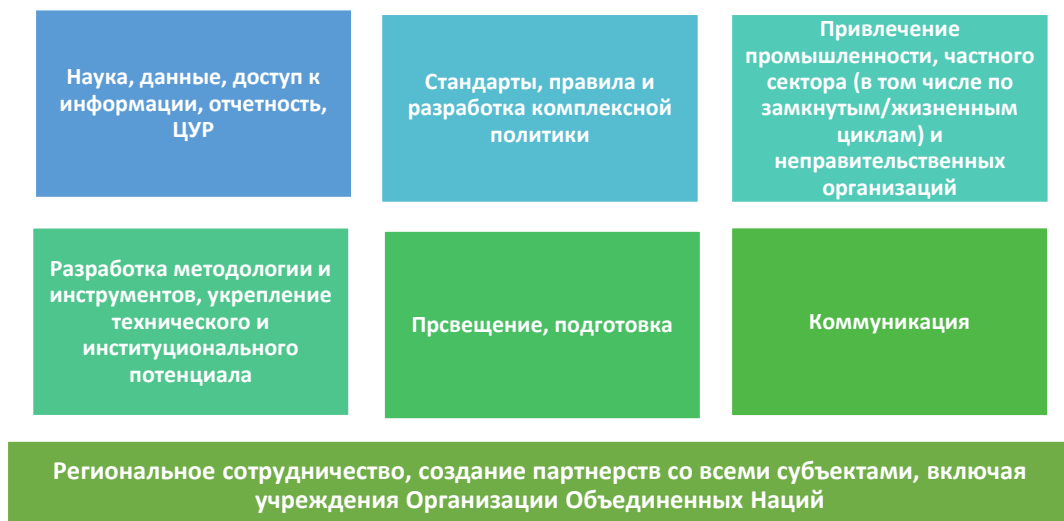 Наука, данные, доступ к
информации, отчетность,
ЦУР
Стандарты, правила и
разработка комплексной
политики
Привлечение
промышленности, частного
сектора (в том числе по
замкнутым/жизненным
циклам) и
неправительственных
организаций
Разработка методологии и
инструментов, укрепление
технического и
институционального
потенциала
Прсвещение, подготовка
Коммуникация
Региональное сотрудничество, создание партнерств со всеми субъектами, включая
учреждения Организации Объединенных Наций